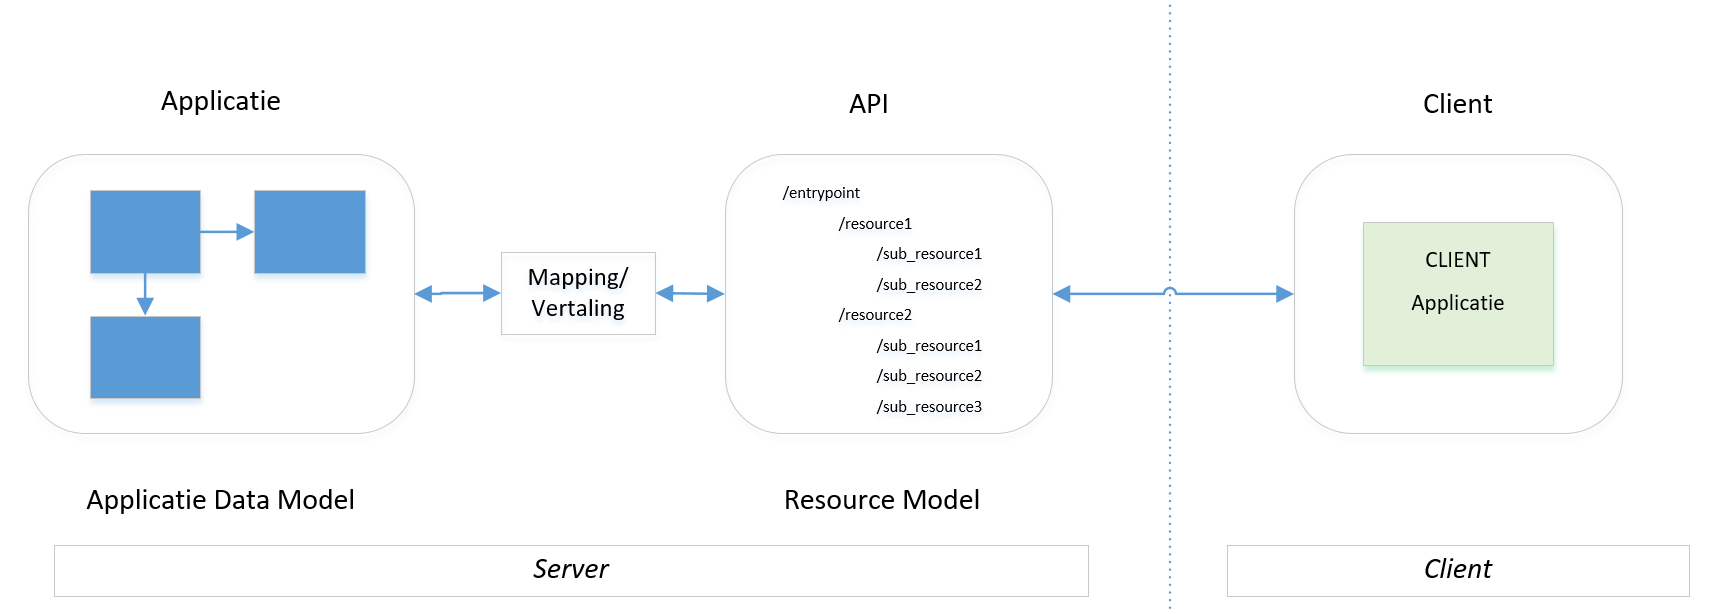 Applicatie
API
Client
/entrypoint
/resource1
/sub_resource1
/sub_resource2
/resource2
/sub_resource1
/sub_resource2
/sub_resource3
Mapping/
Vertaling
CLIENT
Applicatie
Applicatie Data Model
Resource Model
Server
Client